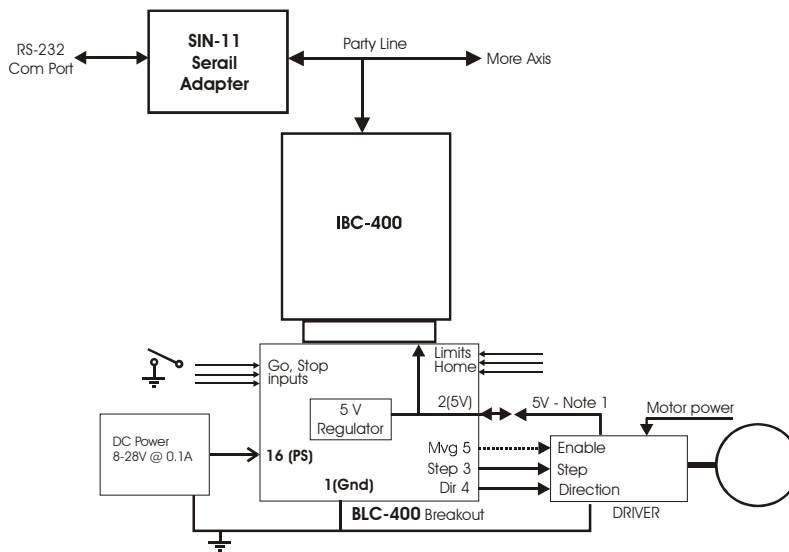 RS-232
Com Port
SIN-11
Serail
Adapter
Party Line
More Axis
IBC-400
Go, Stop
inputs
Limits
Home
5 V
Regulator
2(5V)
5V - Note 1
Motor power
DC Power
8-28V @ 0.1A
16 (PS)
1(Gnd)
Mvg 5
Step 3
Dir 4
Enable
Step
Direction
DRIVER
BLC-400 Breakout